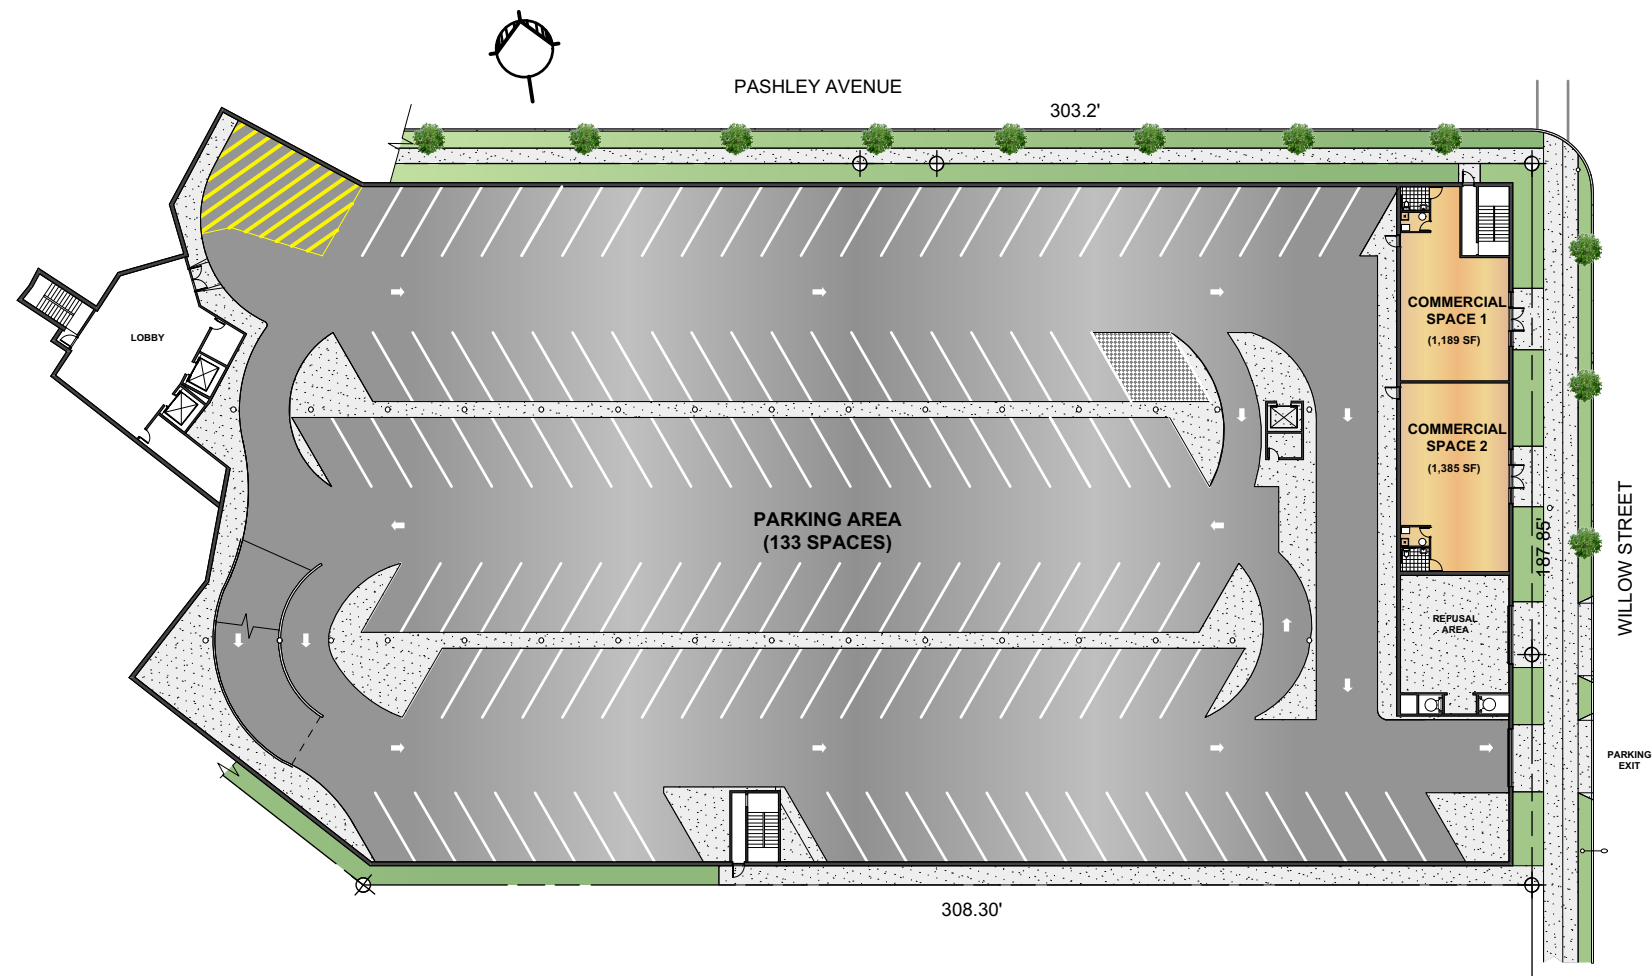 PASHLEY AVENUE
303.2'
LOBBY
COMMERCIAL
SPACE 1
(1,189 SF)
COMMERCIAL
SPACE 2
(1,385 SF)
PARKING AREA
(133 SPACES)
187.85'
WILLOW STREET
REPUSAL
AREA
PARKING
EXIT
308.30'